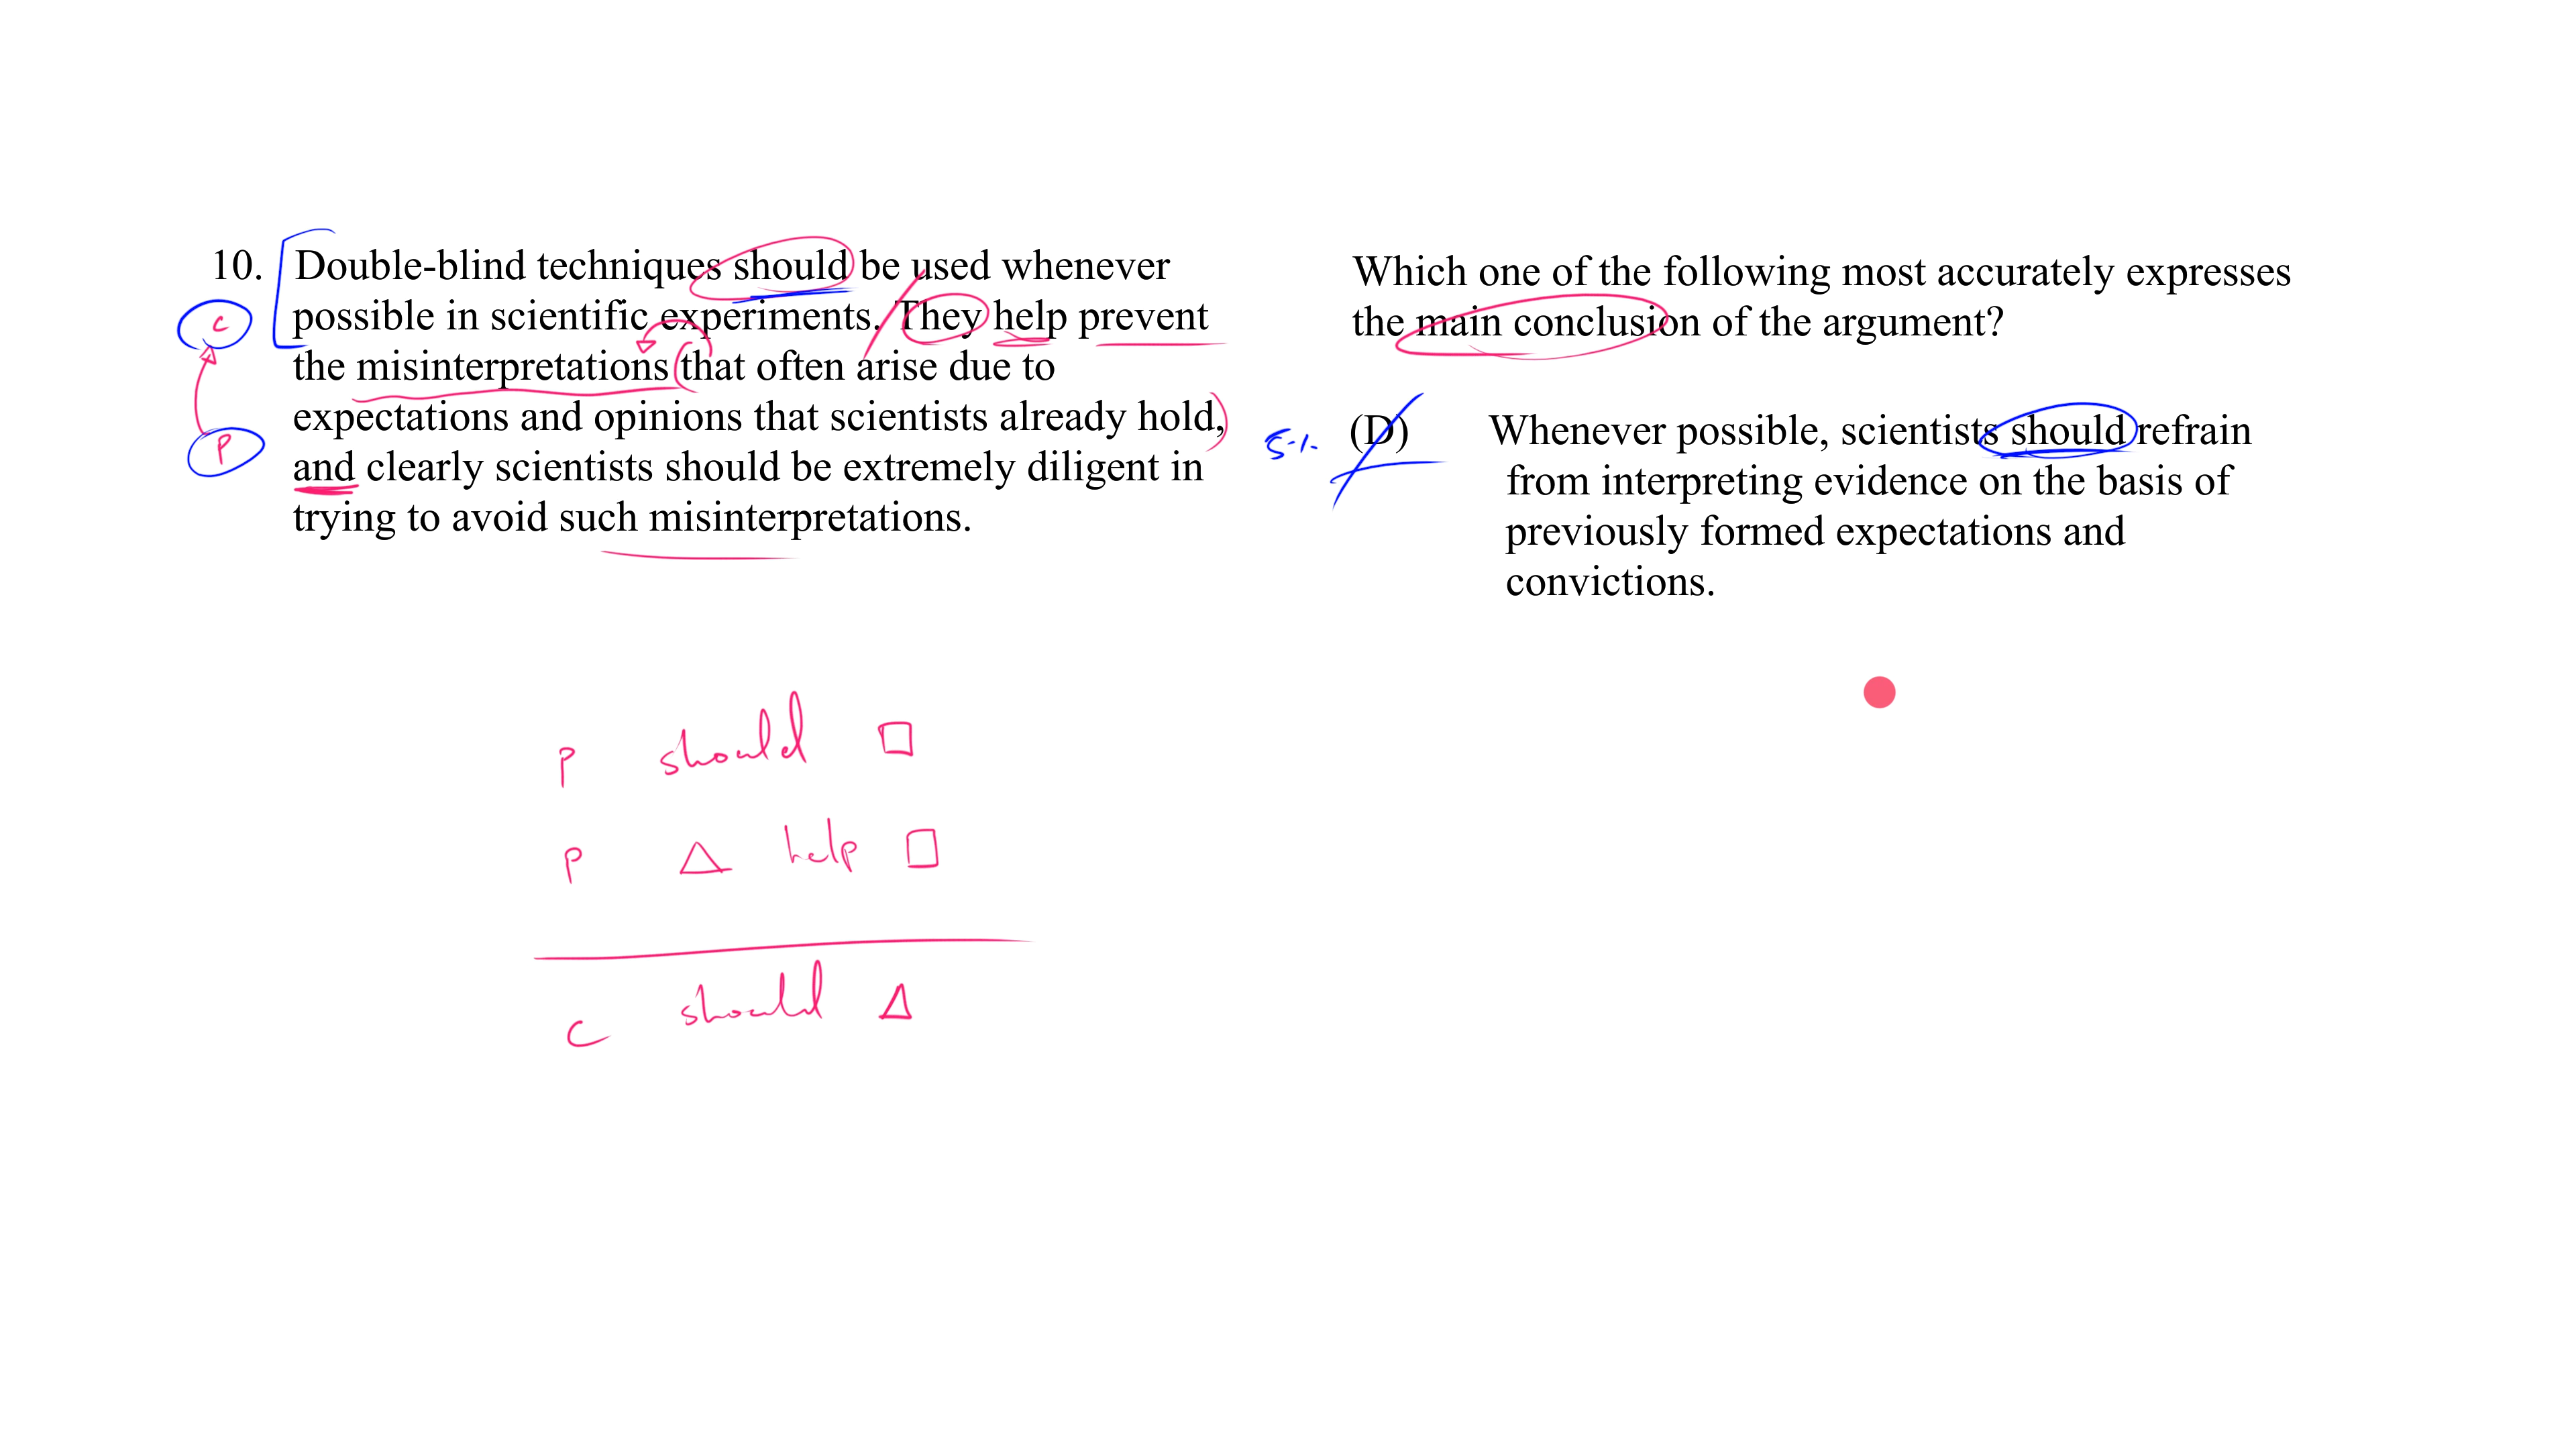 10. Double-blind techniques should be used whenever
possible in scientific experiments. They help prevent
the misinterpretations that often arise due to
expectations and opinions that scientists already hold,
and clearly scientists should be extremely diligent in
trying to avoid such misinterpretations.
C
P
Which one of the following most accurately expresses
the main conclusion of the argument?
5%
(D) Whenever possible, scientists should refrain
from interpreting evidence on the basis of
previously formed expectations and
convictions.
P should □
P △ help □
C should △